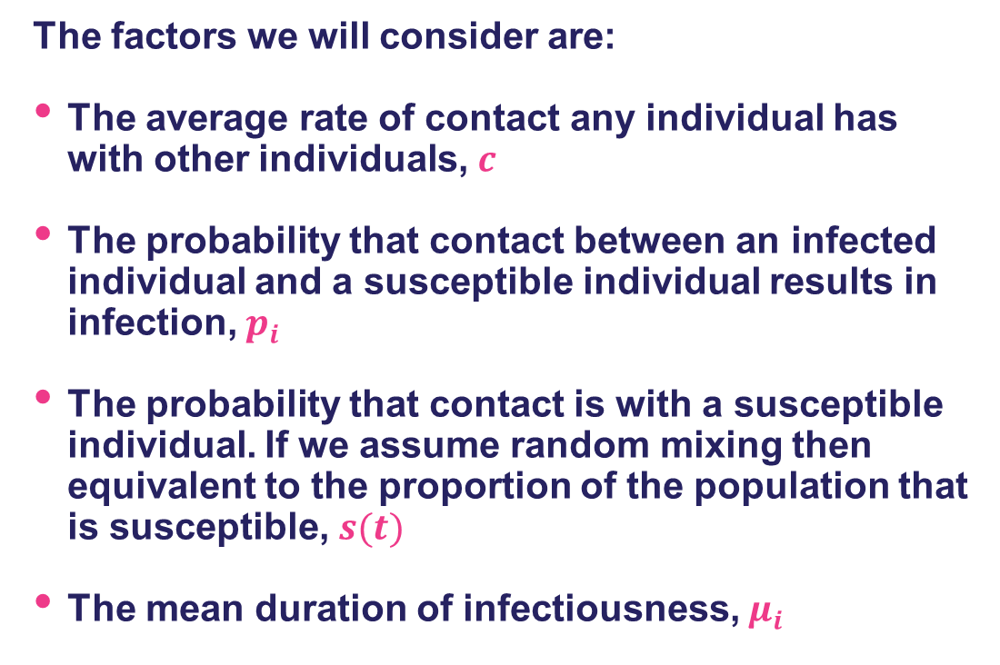 The factors we will consider are:
• The average rate of contact any individual has
with other individuals, c
• The probability that contact between an infected
individual and a susceptible individual results in
infection, pᵢ
• The probability that contact is with a susceptible
individual. If we assume random mixing then
equivalent to the proportion of the population that
is susceptible, s(t)
• The mean duration of infectiousness, μᵢ